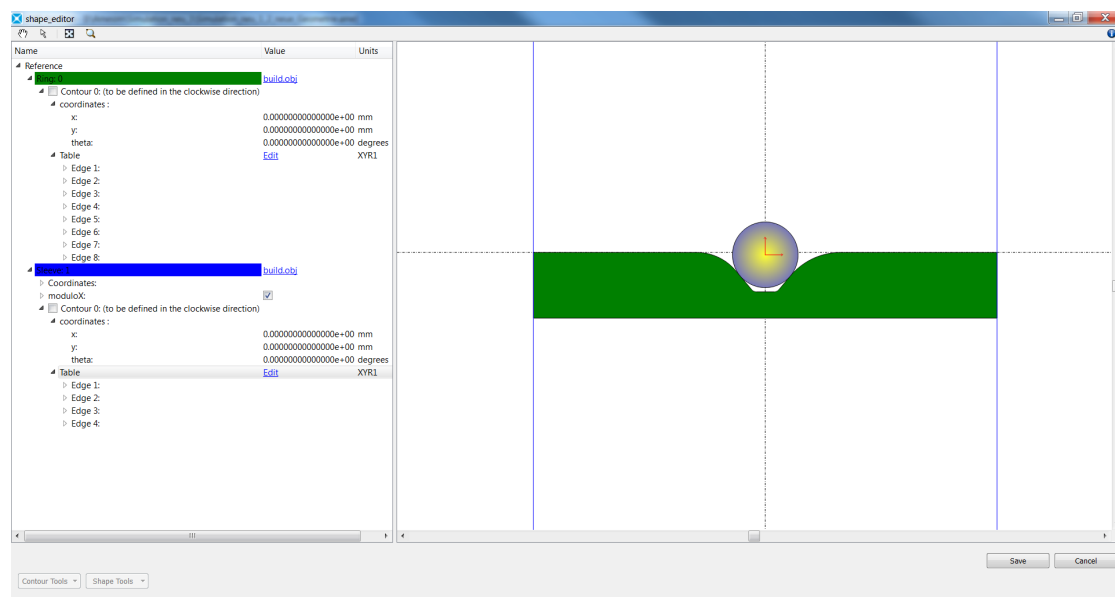 shape_editor
Name Value Units
Reference
Ring: 0 build.obj
Contour 0: (to be defined in the clockwise direction)
coordinates :
x: 0.00000000000000e+00 mm
y: 0.00000000000000e+00 mm
theta: 0.00000000000000e+00 degrees
Table Edit XYR1
Edge 1:
Edge 2:
Edge 3:
Edge 4:
Edge 5:
Edge 6:
Edge 7:
Edge 8:
build.obj
Coordinates:
moduloX:
Contour 0: (to be defined in the clockwise direction)
coordinates :
x: 0.00000000000000e+00 mm
y: 0.00000000000000e+00 mm
theta: 0.00000000000000e+00 degrees
Table Edit XYR1
Edge 1:
Edge 2:
Edge 3:
Edge 4:
Save Cancel
Contour Tools Shape Tools